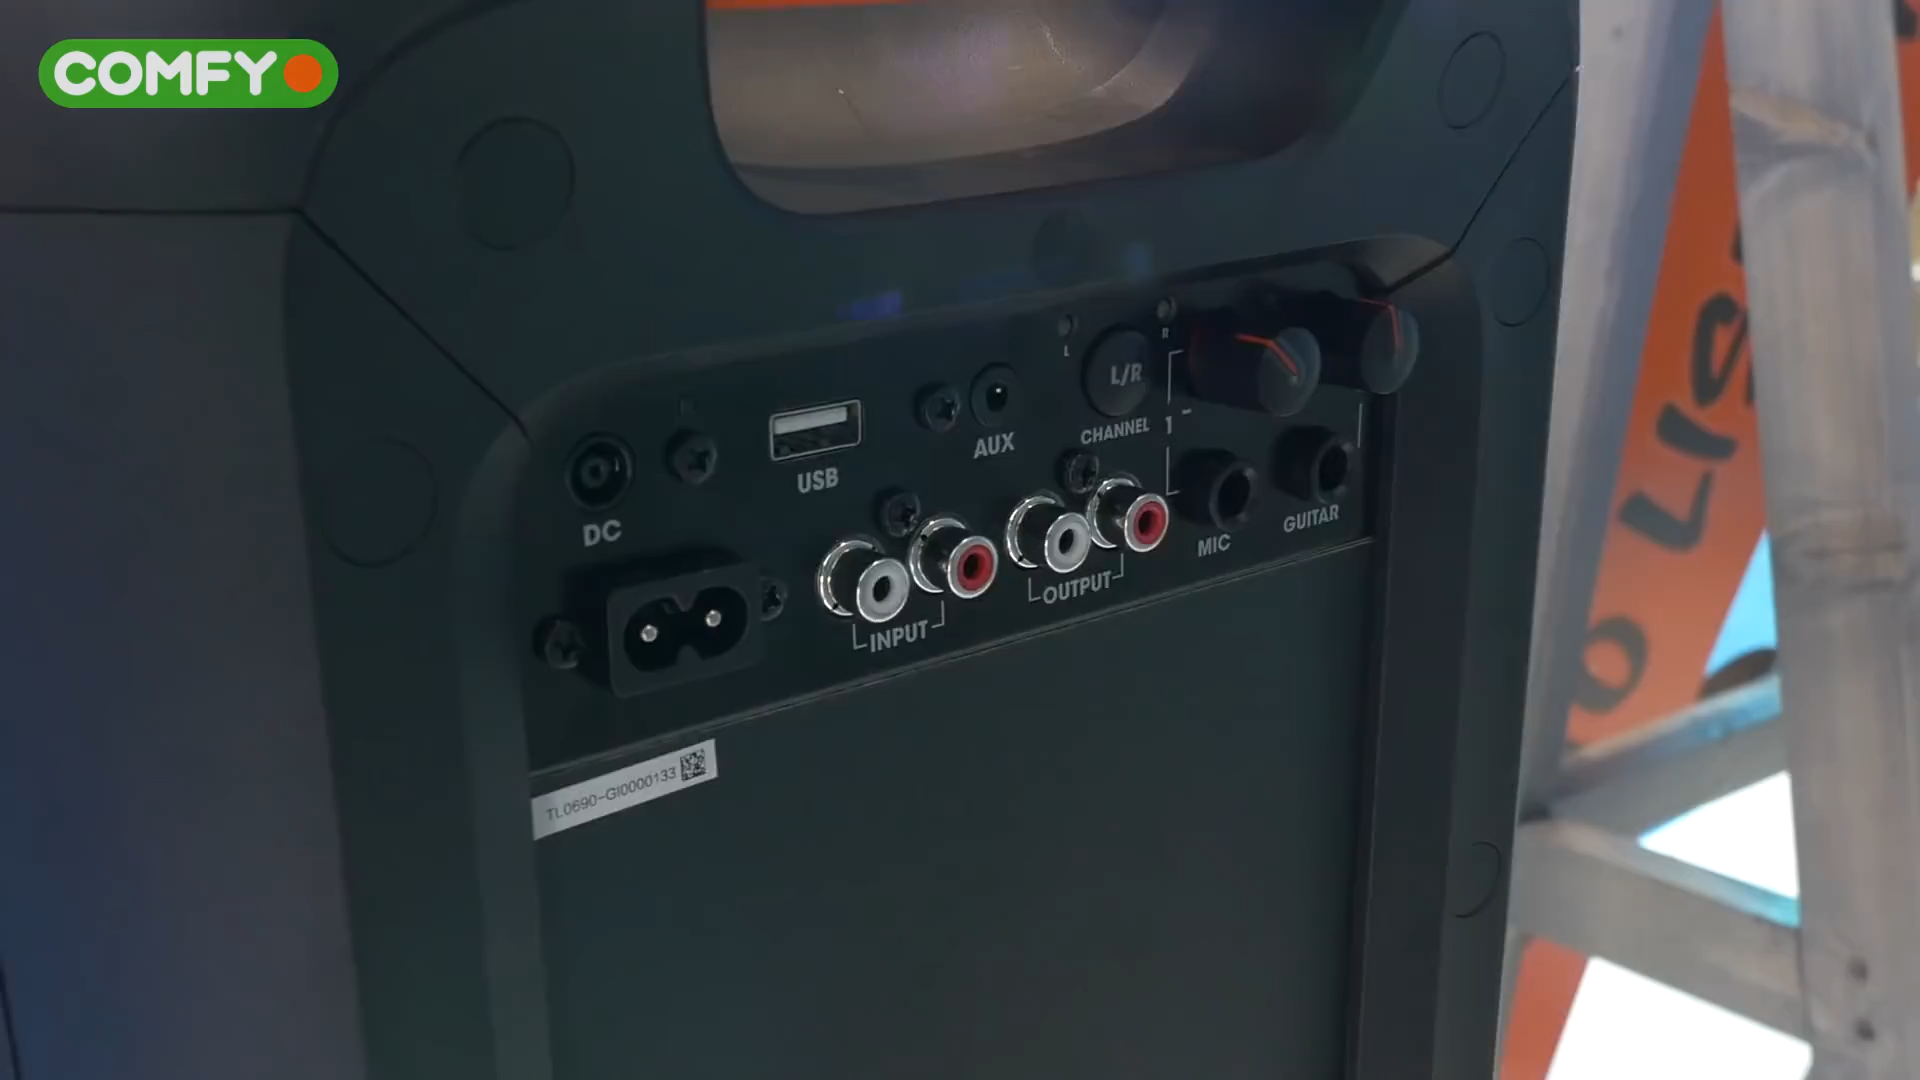 COMFY
L
R
L/R
CHANNEL
1
USB
AUX
DC
INPUT
OUTPUT
MIC
GUITAR
TL0690-GI0000133